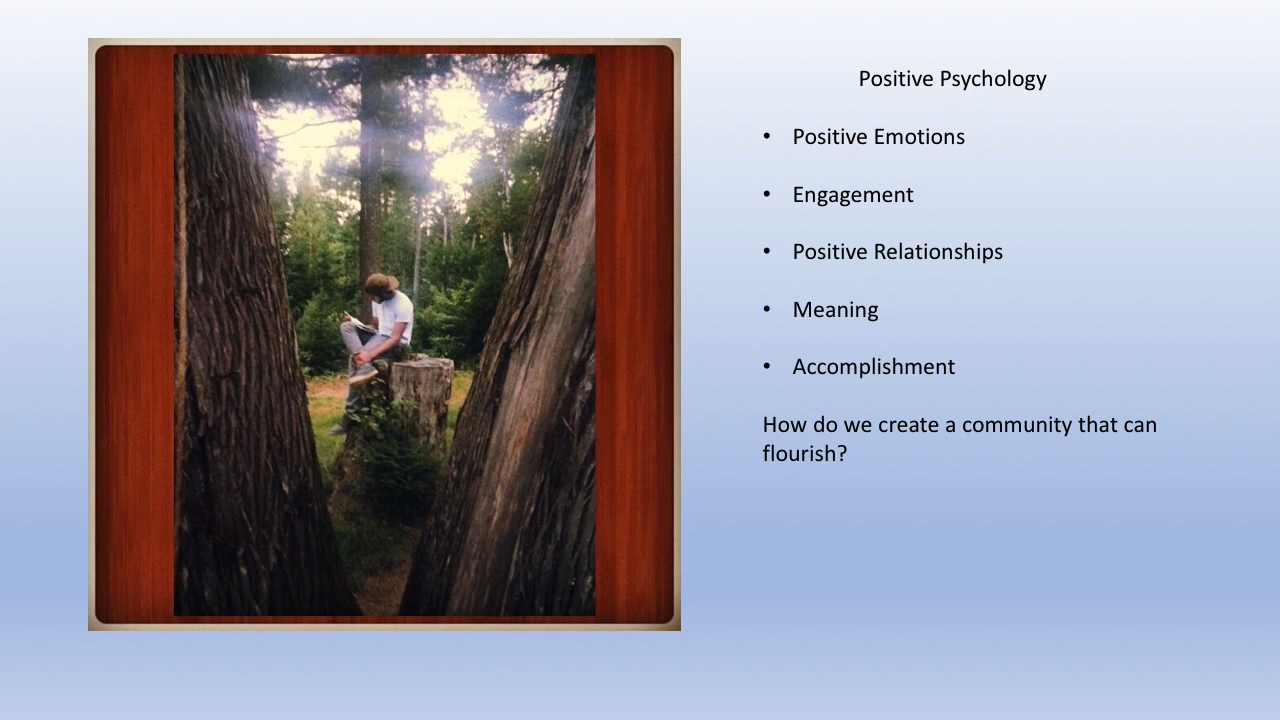 Positive Psychology
• Positive Emotions
• Engagement
• Positive Relationships
• Meaning
• Accomplishment
How do we create a community that can
flourish?